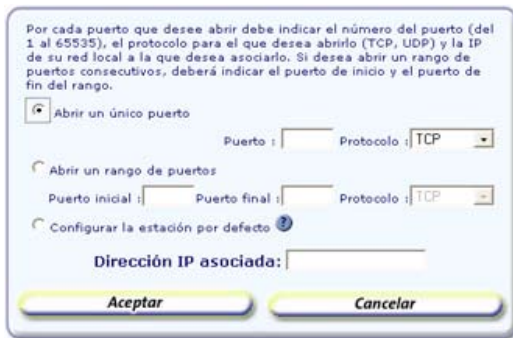 Por cada puerto que desee abrir debe indicar el número del puerto (del
1 al 65535), el protocolo para el que desea abrirlo (TCP, UDP) y la IP
de su red local a la que desea asociarlo. Si desea abrir un rango de
puertos consecutivos, deberá indicar el puerto de inicio y el puerto de
fin del rango.
Abrir un único puerto
Puerto : Protocolo : TCP
Abrir un rango de puertos
Puerto inicial : Puerto final : Protocolo : TCP
Configurar la estación por defecto ?
Dirección IP asociada:
Aceptar Cancelar